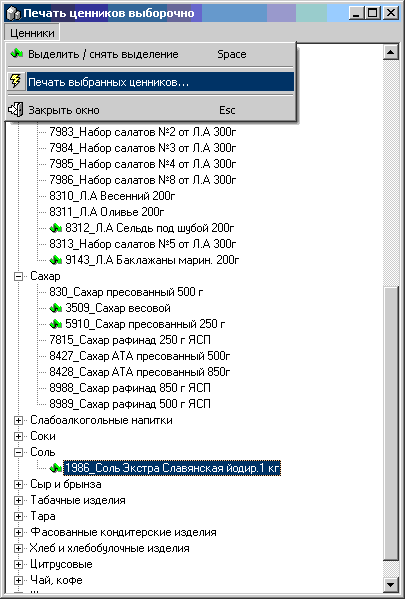 Печать ценников выборочно
Ценники
Выделить / снять выделение Space
Печать выбранных ценников...
Закрыть окно Esc
7983_Набор салатов №2 от Л.А 300г
7984_Набор салатов №3 от Л.А 300г
7985_Набор салатов №4 от Л.А 300г
7986_Набор салатов №8 от Л.А 300г
8310_Л.А Весенний 200г
8311_Л.А Оливье 200г
8312_Л.А Сельдь под шубой 200г
8313_Набор салатов №5 от Л.А 300г
9143_Л.А Баклажаны марин. 200г
Сахар
830_Сахар пресованный 500 г
3509_Сахар весовой
5910_Сахар пресованный 250 г
7815_Сахар рафинад 250 г ЯСП
8427_Сахар АТА пресованный 500г
8428_Сахар АТА пресованный 850г
8988_Сахар рафинад 850 г ЯСП
8989_Сахар рафинад 500 г ЯСП
Слабоалкогольные напитки
Соки
Соль
1986_Соль Экстра Славянская йодир.1 кг
Сыр и брынза
Табачные изделия
Тара
Фасованные кондитерские изделия
Хлеб и хлебобулочные изделия
Цитрусовые
Чай, кофе